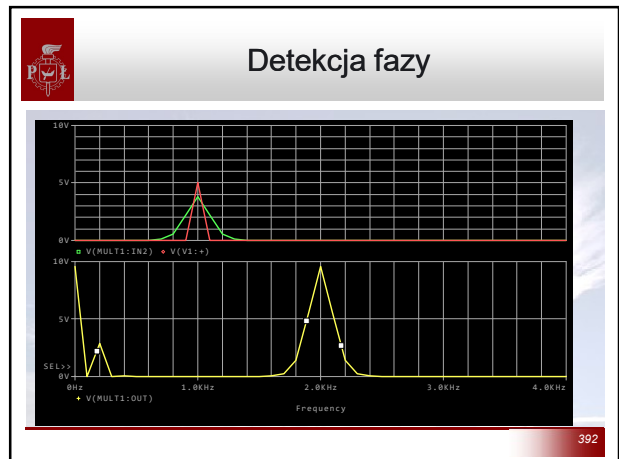 P Ł
Detekcja fazy
10V
5V
0V
V(MULT1:IN2) V(V1:+)
10V
5V
SEL>>
0V
0Hz 1.0KHz 2.0KHz 3.0KHz 4.0KHz
V(MULT1:OUT)
Frequency
392